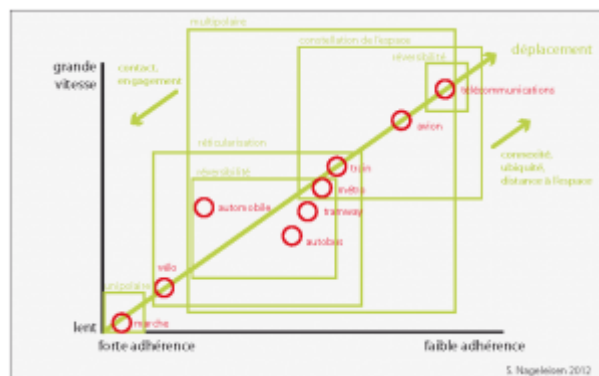 multipolaire
constellation de l'espace
réversibilité
déplacement
grande
vitesse
contact,
engagement
télécommunications
avion
connexité,
ubiquité,
distance à l'espace
réticularisation
train
réversibilité
métro
automobile
tramway
autobus
vélo
unipolaire
marche
lent
forte adhérence
faible adhérence
S. Nageleisen 2012